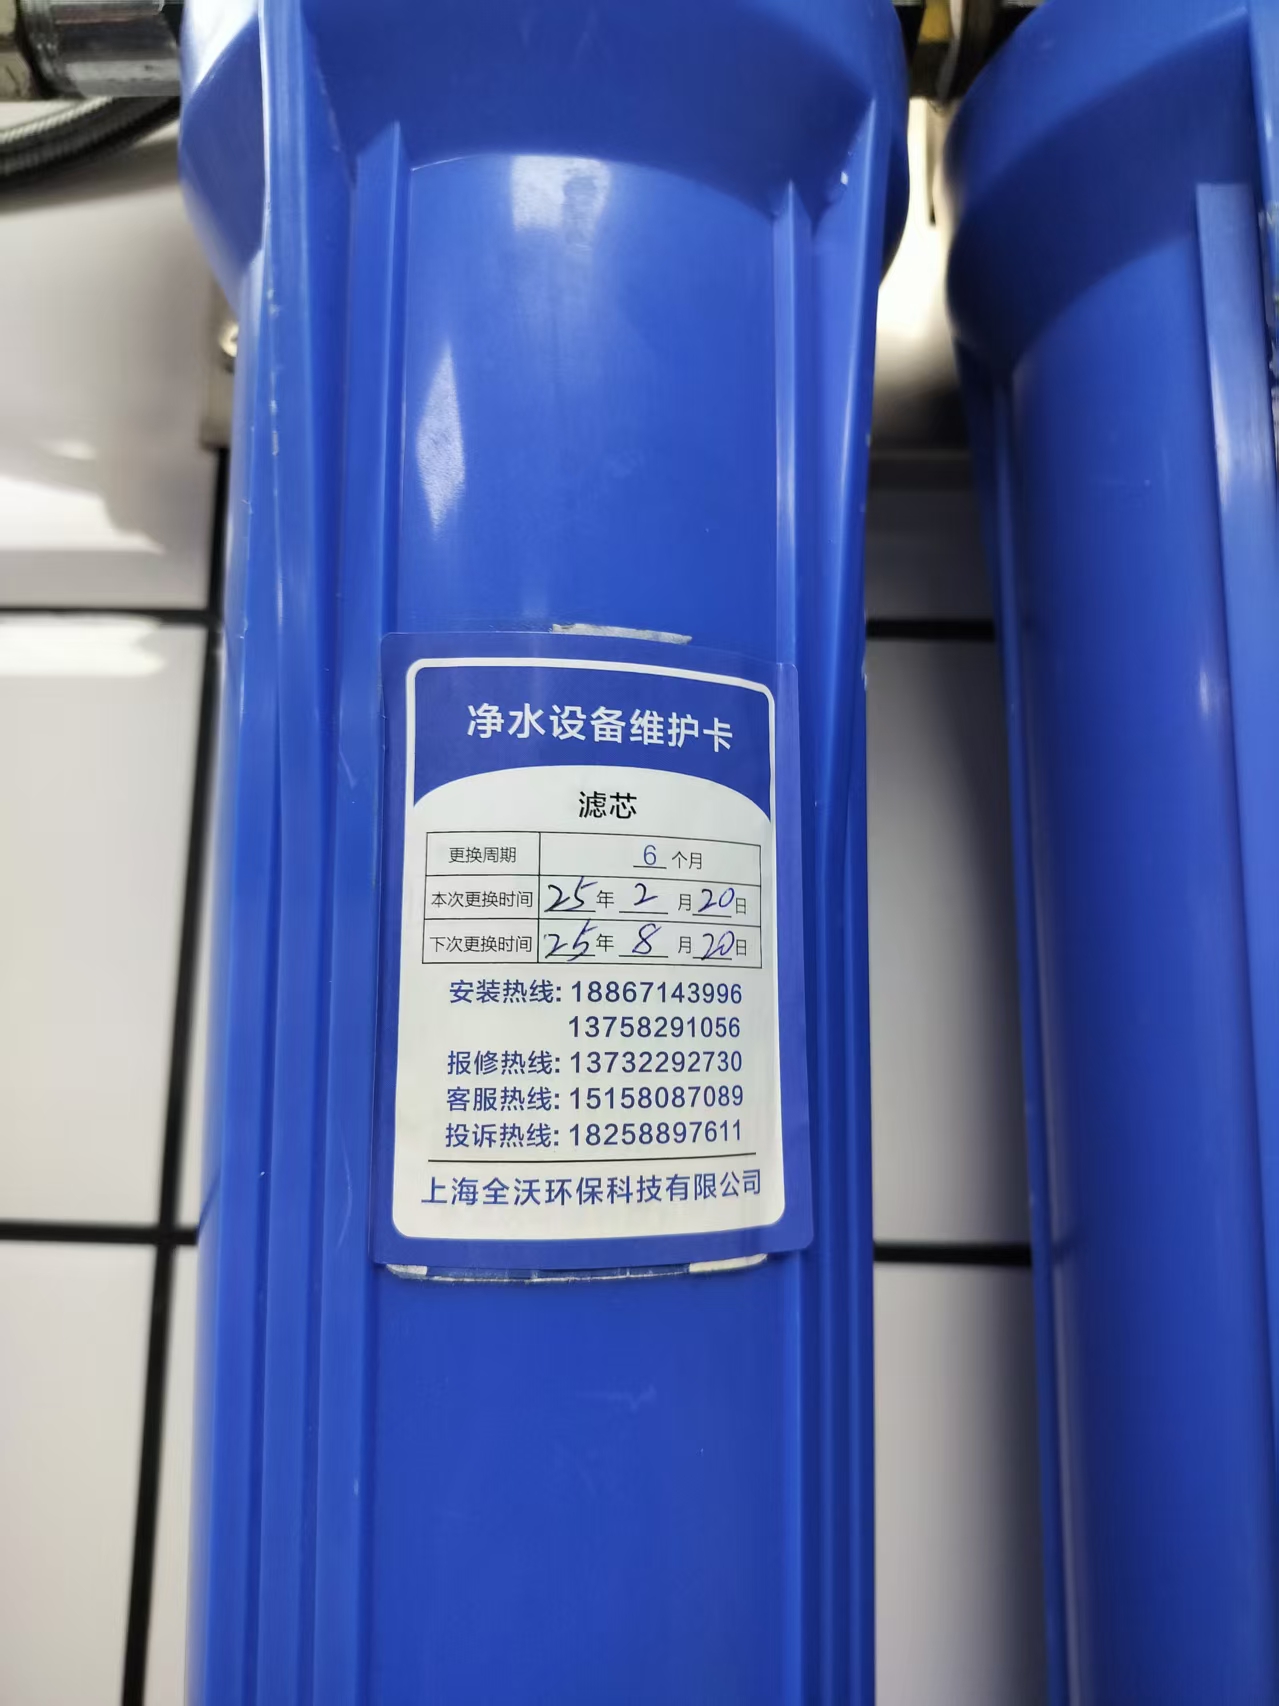 净水设备维护卡
滤芯
更换周期 6 个月
本次更换时间 25 年 2 月 20 日
下次更换时间 25 年 8 月 20 日
安装热线: 18867143996
13758291056
报修热线: 13732292730
客服热线: 15158087089
投诉热线: 18258897611
上海全沃环保科技有限公司